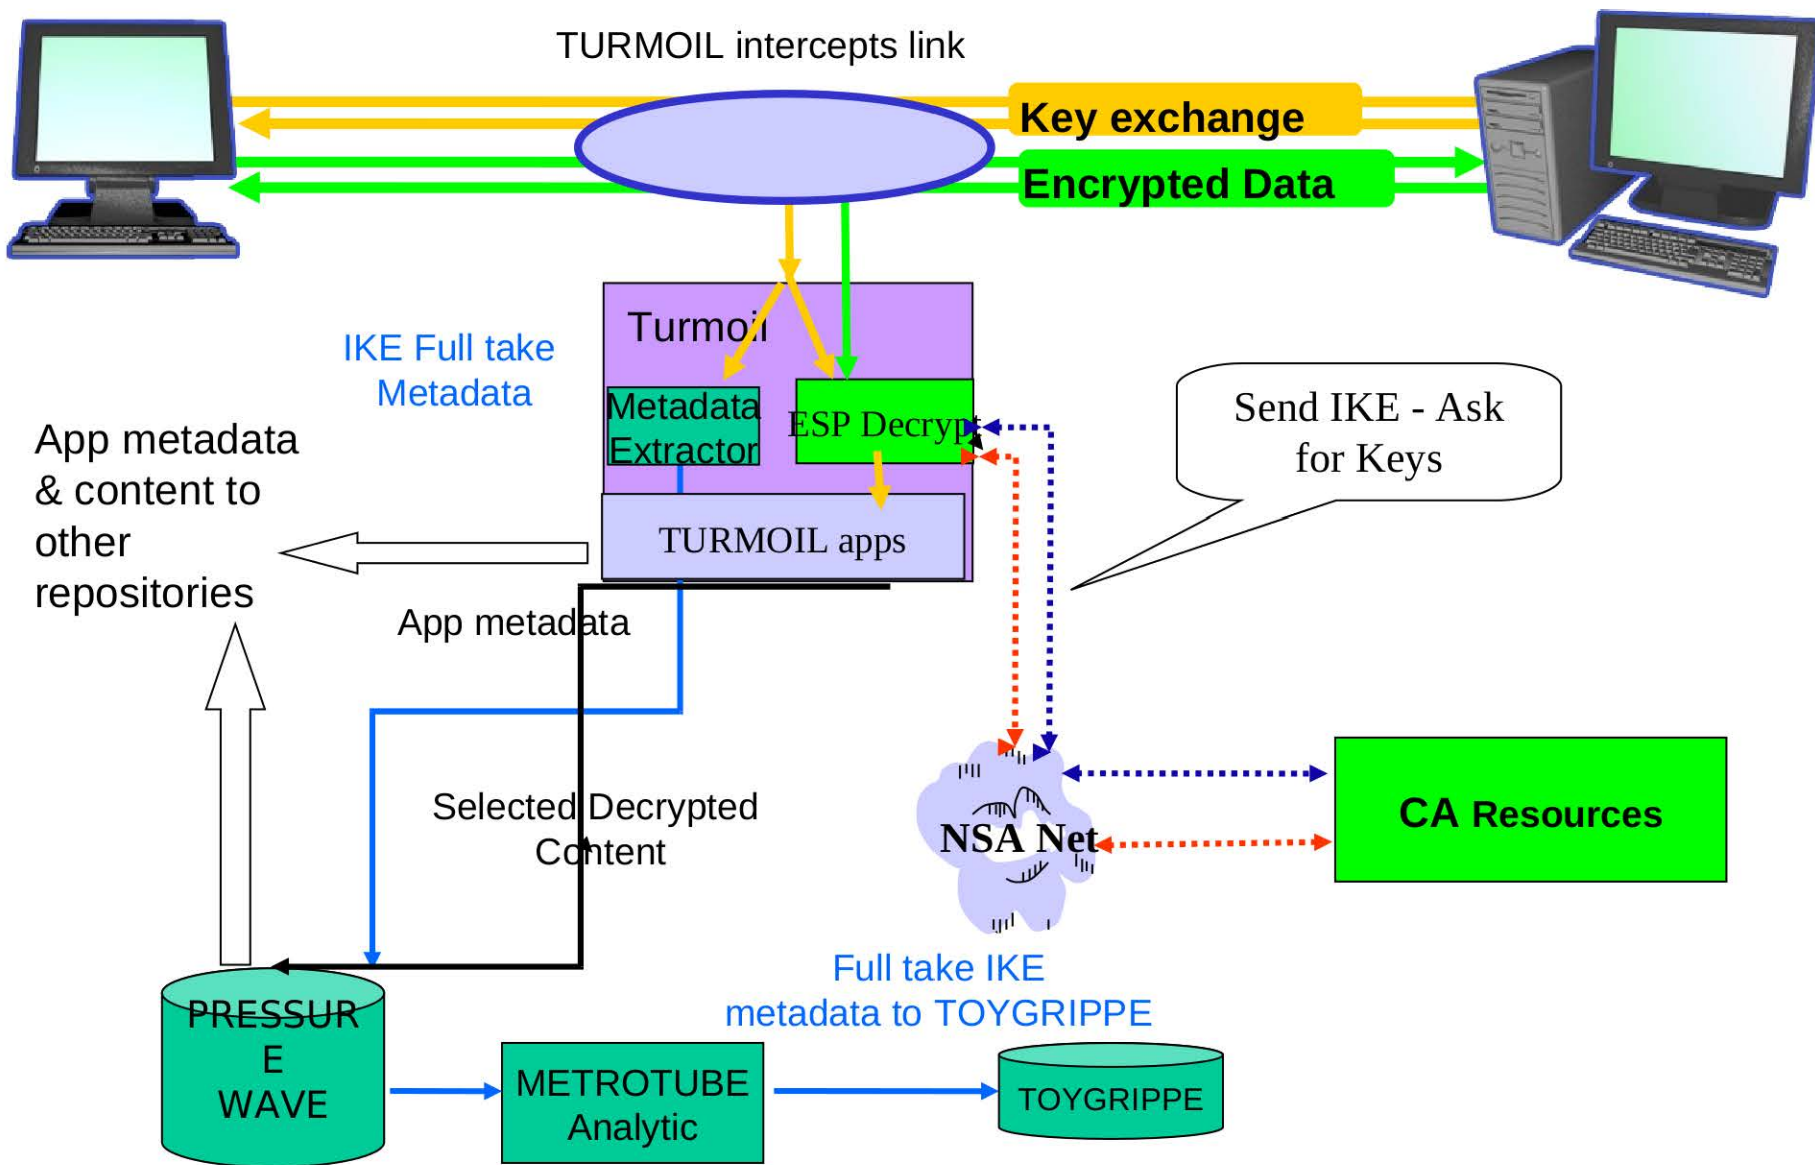 TURMOIL intercepts link
Key exchange
Encrypted Data
Turmoil
IKE Full take
Metadata
Metadata
Extractor
ESP Decrypt
Send IKE - Ask
for Keys
App metadata
& content to
other
repositories
TURMOIL apps
App metadata
Selected Decrypted
Content
NSA Net
CA Resources
Full take IKE
metadata to TOYGRIPPE
PRESSUR
E
WAVE
METROTUBE
Analytic
TOYGRIPPE